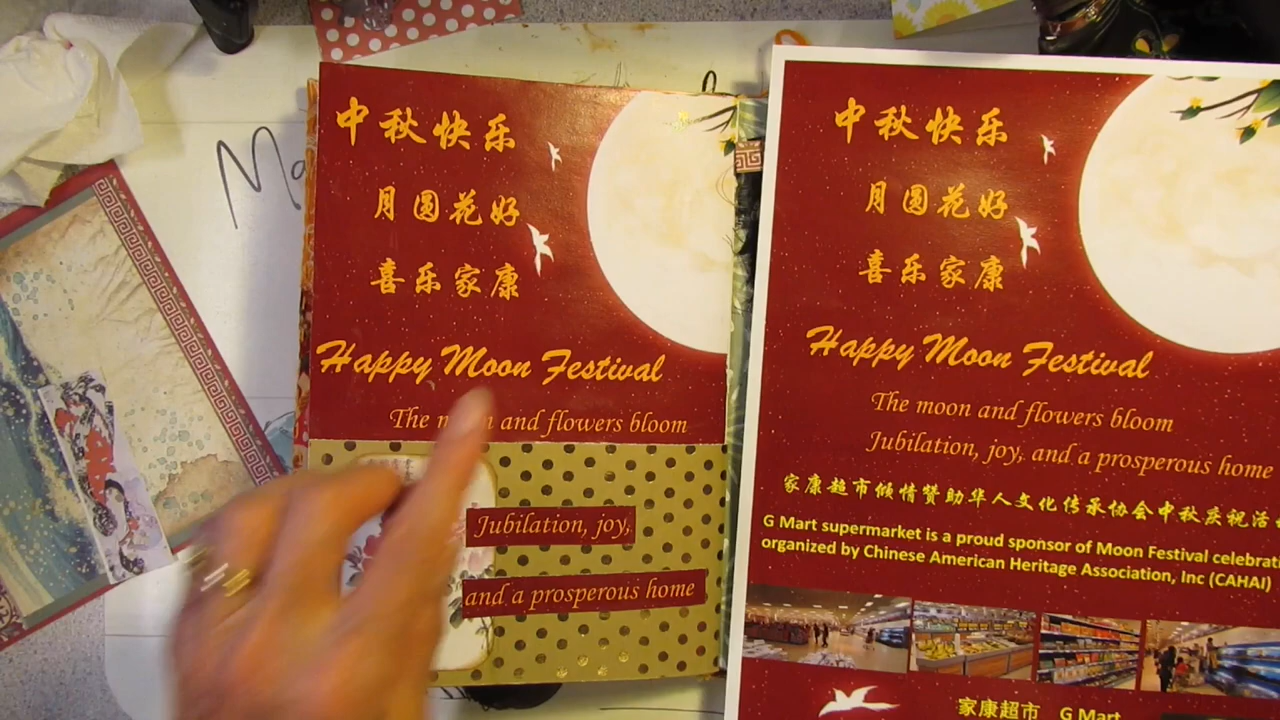 中秋快乐
月圆花好
喜乐家康
Happy Moon Festival
The moon and flowers bloom
Jubilation, joy,
and a prosperous home
中秋快乐
月圆花好
喜乐家康
Happy Moon Festival
The moon and flowers bloom
Jubilation, joy, and a prosperous home
家康超市倾情赞助华人文化传承协会中秋庆祝活
G Mart supermarket is a proud sponsor of Moon Festival
organized by Chinese American Heritage Association, Inc (CAHAI)
家康超市 G Mart